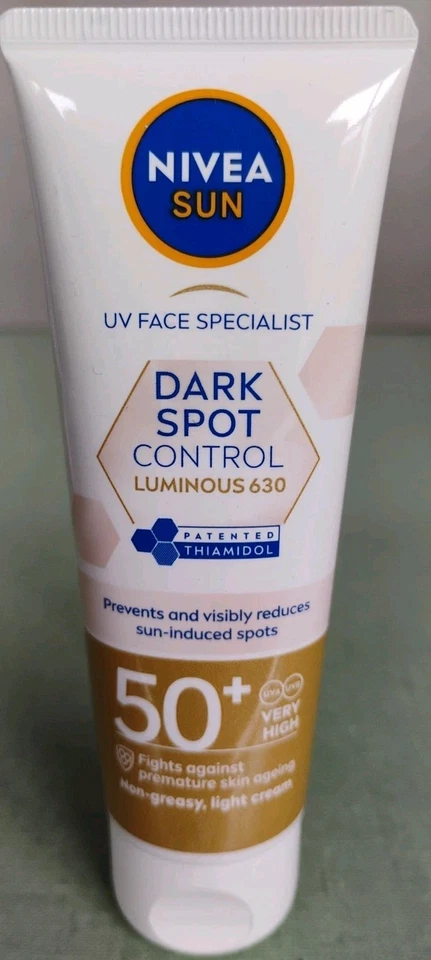 NIVEA
SUN
UV FACE SPECIALIST
DARK
SPOT
CONTROL
LUMINOUS 630
PATENTED
THIAMIDOL
Prevents and visibly reduces
sun-induced spots
50+
UVA UVB
VERY
HIGH
Fights against
premature skin ageing
Non-greasy, light cream